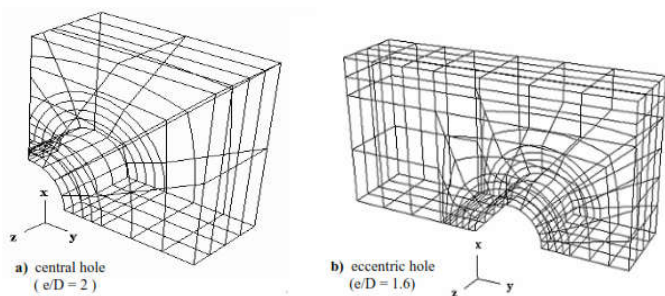 x
z
y
a) central hole
( e/D = 2 )
x
z
y
b) eccentric hole
(e/D = 1.6)